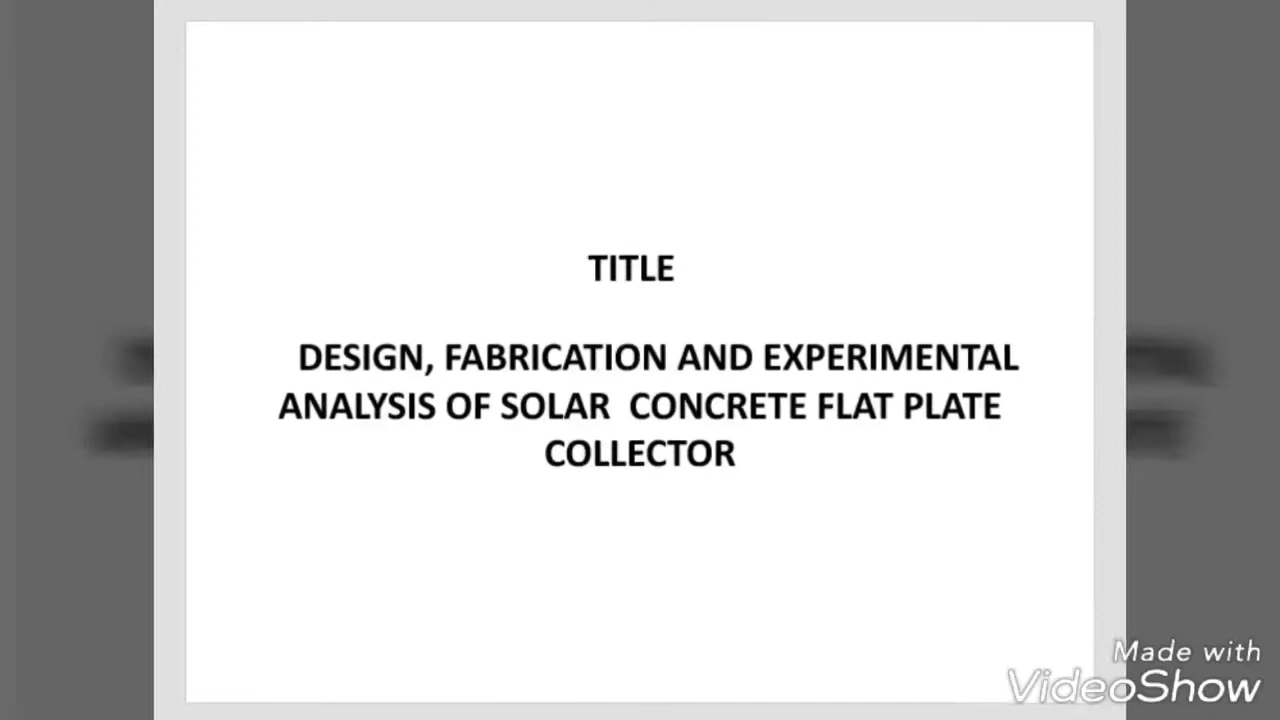 TITLE
DESIGN, FABRICATION AND EXPERIMENTAL
ANALYSIS OF SOLAR CONCRETE FLAT PLATE
COLLECTOR
Made with
VideoShow